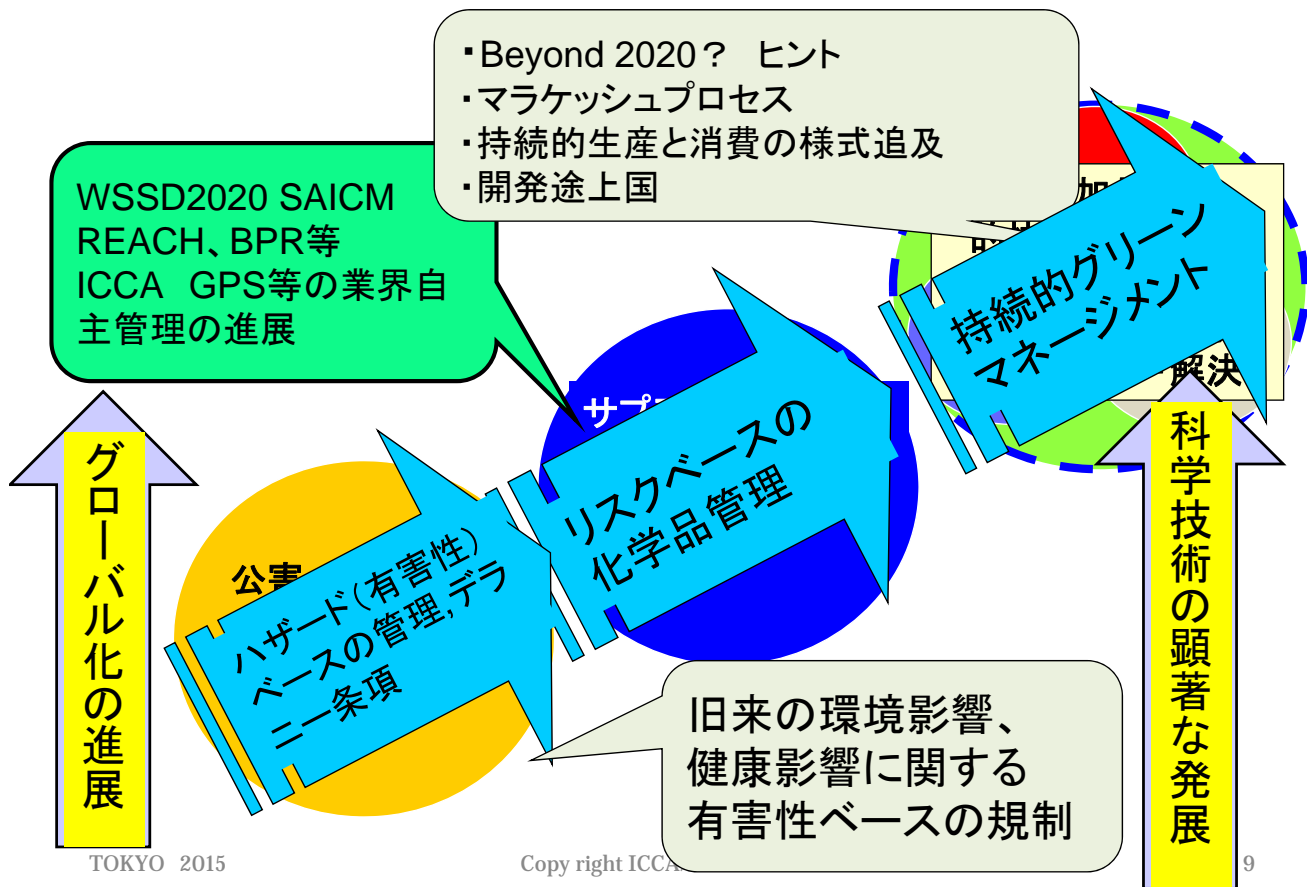 ・Beyond 2020？ ヒント
・マラケッシュプロセス
・持続的生産と消費の様式追及
・開発途上国
WSSD2020 SAICM
REACH、BPR等
ICCA GPS等の業界自
主管理の進展
持続的グリーン
マネージメント
解決
サプ
リスクベースの
化学品管理
公害
ハザード（有害性）
ベースの管理,デラ
ニー条項
グローバル化の進展
科学技術の顕著な発展
旧来の環境影響、
健康影響に関する
有害性ベースの規制
TOKYO 2015
Copy right ICCA
9